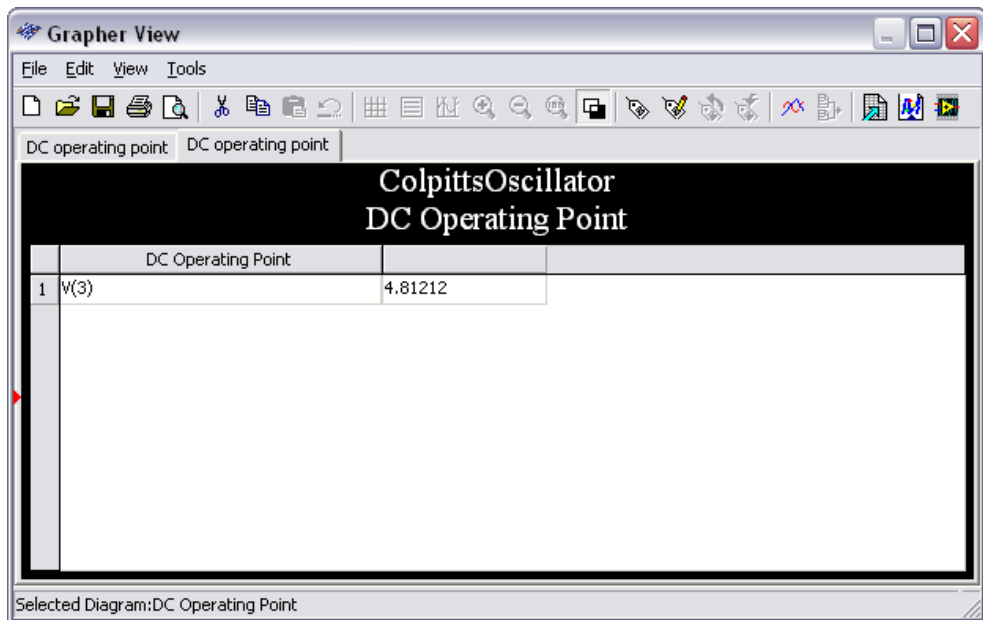 Grapher View
File Edit View Tools
DC operating point DC operating point
ColpittsOscillator
DC Operating Point
DC Operating Point
1 V(3) 4.81212
Selected Diagram:DC Operating Point